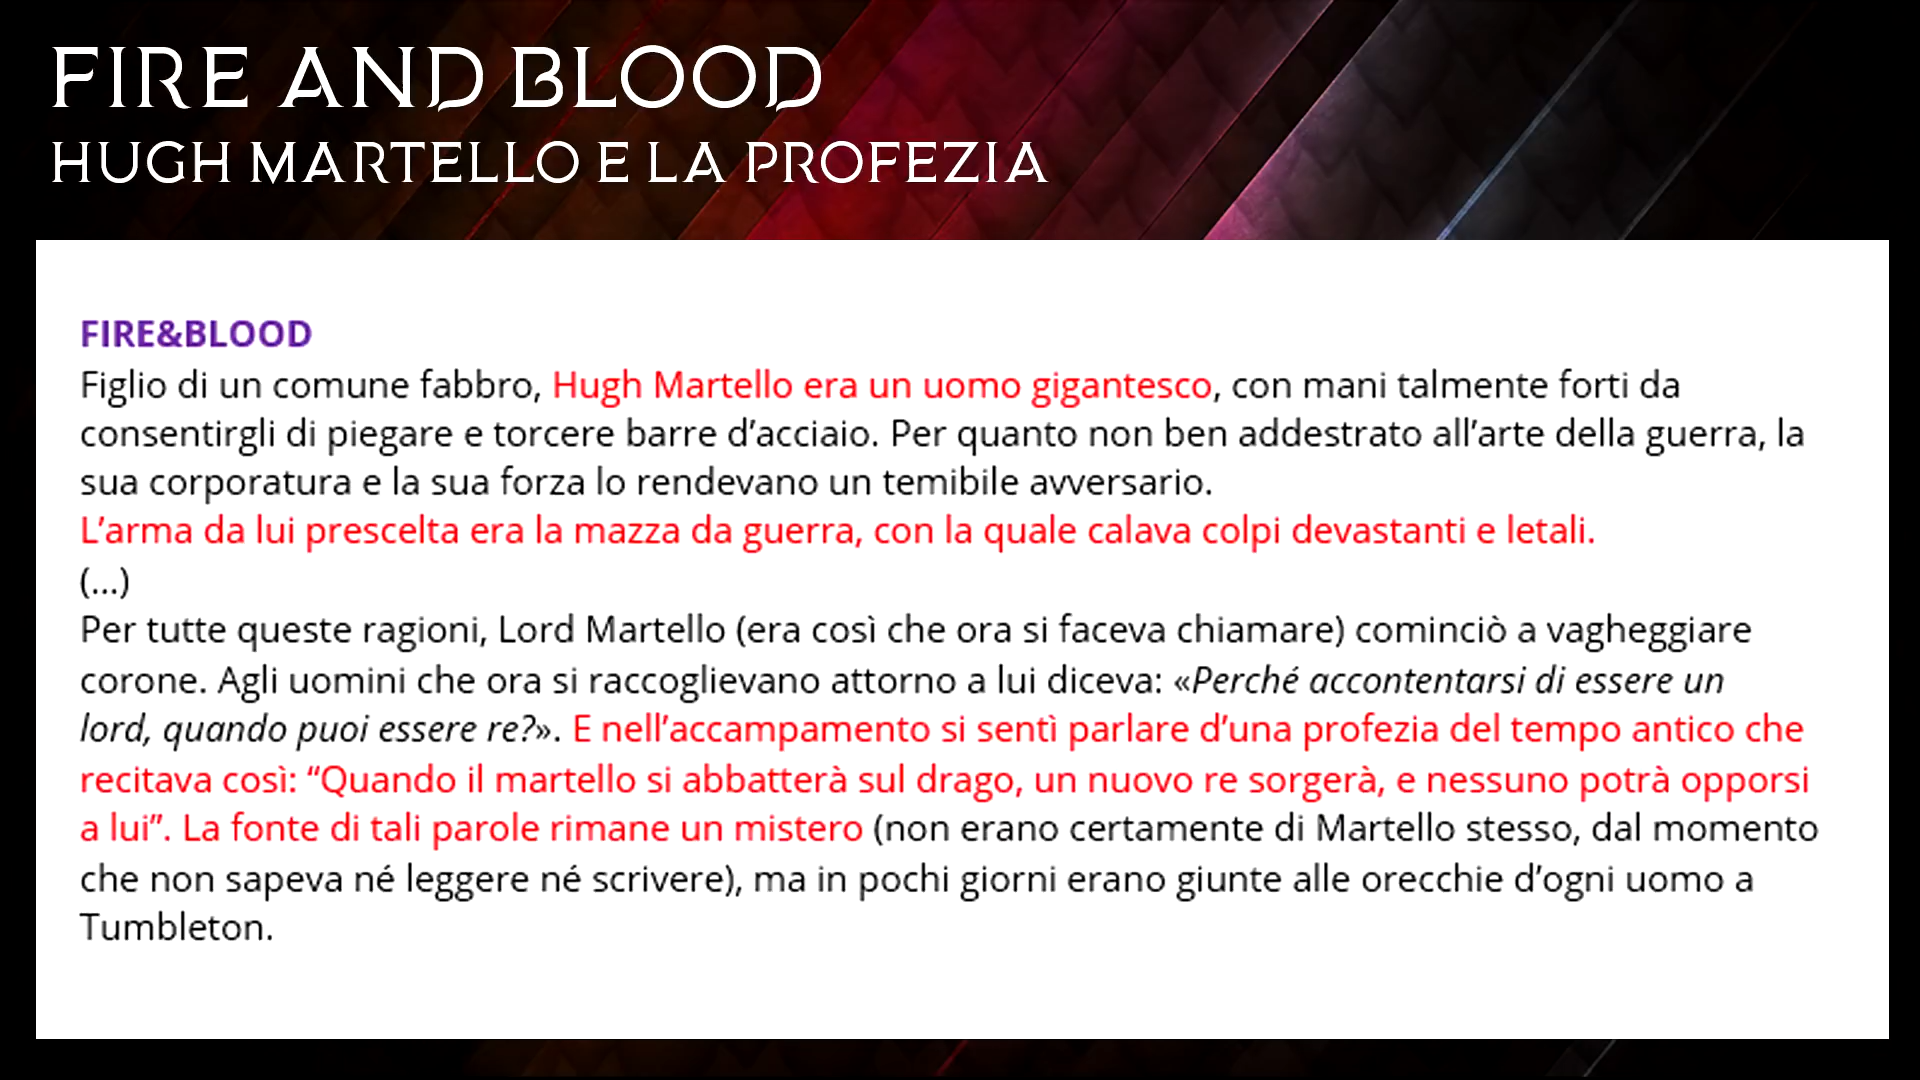 FIRE AND BLOOD
HUGH MARTELLO E LA PROFEZIA
FIRE&BLOOD
Figlio di un comune fabbro, Hugh Martello era un uomo gigantesco, con mani talmente forti da
consentirgli di piegare e torcere barre d’acciaio. Per quanto non ben addestrato all’arte della guerra, la
sua corporatura e la sua forza lo rendevano un temibile avversario.
L’arma da lui prescelta era la mazza da guerra, con la quale calava colpi devastanti e letali.
(...)
Per tutte queste ragioni, Lord Martello (era così che ora si faceva chiamare) cominciò a vagheggiare
corone. Agli uomini che ora si raccoglievano attorno a lui diceva: «Perché accontentarsi di essere un
lord, quando puoi essere re?». E nell’accampamento si sentì parlare d’una profezia del tempo antico che
recitava così: “Quando il martello si abbatterà sul drago, un nuovo re sorgerà, e nessuno potrà opporsi
a lui”. La fonte di tali parole rimane un mistero (non erano certamente di Martello stesso, dal momento
che non sapeva né leggere né scrivere), ma in pochi giorni erano giunte alle orecchie d’ogni uomo a
Tumbleton.